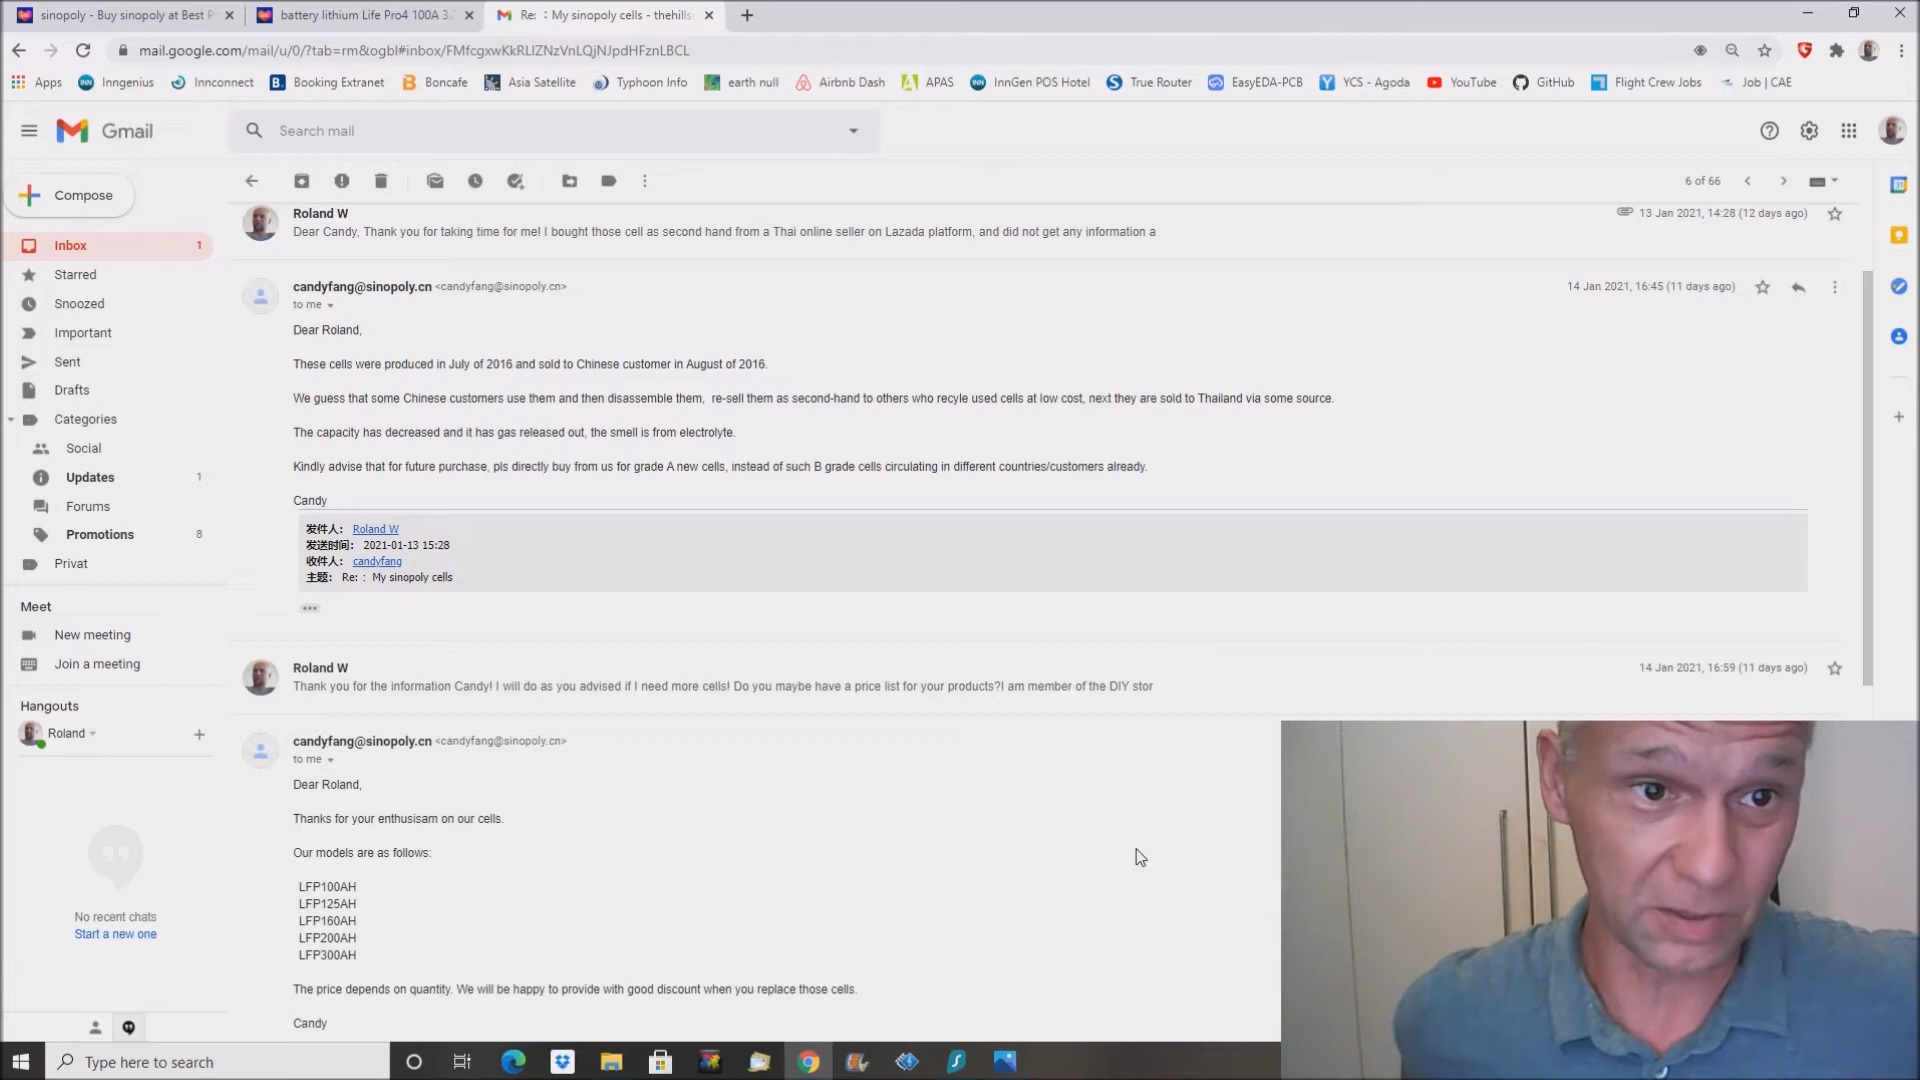 sinopoly - Buy sinopoly at Best P
battery lithium Life Pro4 100A 3.
Re: : My sinopoly cells - thehills
mail.google.com/mail/u/0/?tab=rm&ogbl#inbox/FMfcgxwKkRLlZNzVnLQjNJpdHFznLBCL
Apps
Inngenius
Innconnect
Booking Extranet
Boncafe
Asia Satellite
Typhoon Info
earth null
Airbnb Dash
APAS
InnGen POS Hotel
True Router
EasyEDA-PCB
YCS - Agoda
YouTube
GitHub
Flight Crew Jobs
Job | CAE
Gmail
Search mail
6 of 66
Compose
Inbox 1
Starred
Snoozed
Important
Sent
Drafts
Categories
Social
Updates 1
Forums
Promotions 8
Privat
Meet
New meeting
Join a meeting
Hangouts
Roland
No recent chats
Start a new one
Roland W
13 Jan 2021, 14:28 (12 days ago)
Dear Candy, Thank you for taking time for me! I bought those cell as second hand from a Thai online seller on Lazada platform, and did not get any information a
candyfang@sinopoly.cn <candyfang@sinopoly.cn>
14 Jan 2021, 16:45 (11 days ago)
to me
Dear Roland,
These cells were produced in July of 2016 and sold to Chinese customer in August of 2016.
We guess that some Chinese customers use them and then disassemble them, re-sell them as second-hand to others who recyle used cells at low cost, next they are sold to Thailand via some source.
The capacity has decreased and it has gas released out, the smell is from electrolyte.
Kindly advise that for future purchase, pls directly buy from us for grade A new cells, instead of such B grade cells circulating in different countries/customers already.
Candy
发件人： Roland W
发送时间： 2021-01-13 15:28
收件人： candyfang
主题： Re: : My sinopoly cells
Roland W
14 Jan 2021, 16:59 (11 days ago)
Thank you for the information Candy! I will do as you advised if I need more cells! Do you maybe have a price list for your products?I am member of the DIY stor
candyfang@sinopoly.cn <candyfang@sinopoly.cn>
to me
Dear Roland,
Thanks for your enthusisam on our cells.
Our models are as follows:
LFP100AH
LFP125AH
LFP160AH
LFP200AH
LFP300AH
The price depends on quantity. We will be happy to provide with good discount when you replace those cells.
Candy
Type here to search